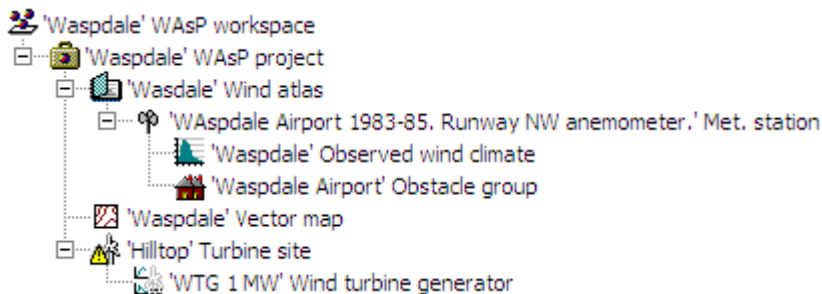 'Waspdale' WAsP workspace
'Waspdale' WAsP project
'Wasdale' Wind atlas
'WAspdale Airport 1983-85. Runway NW anemometer.' Met. station
'Waspdale' Observed wind climate
'Waspdale Airport' Obstacle group
'Waspdale' Vector map
'Hilltop' Turbine site
'WTG 1 MW' Wind turbine generator